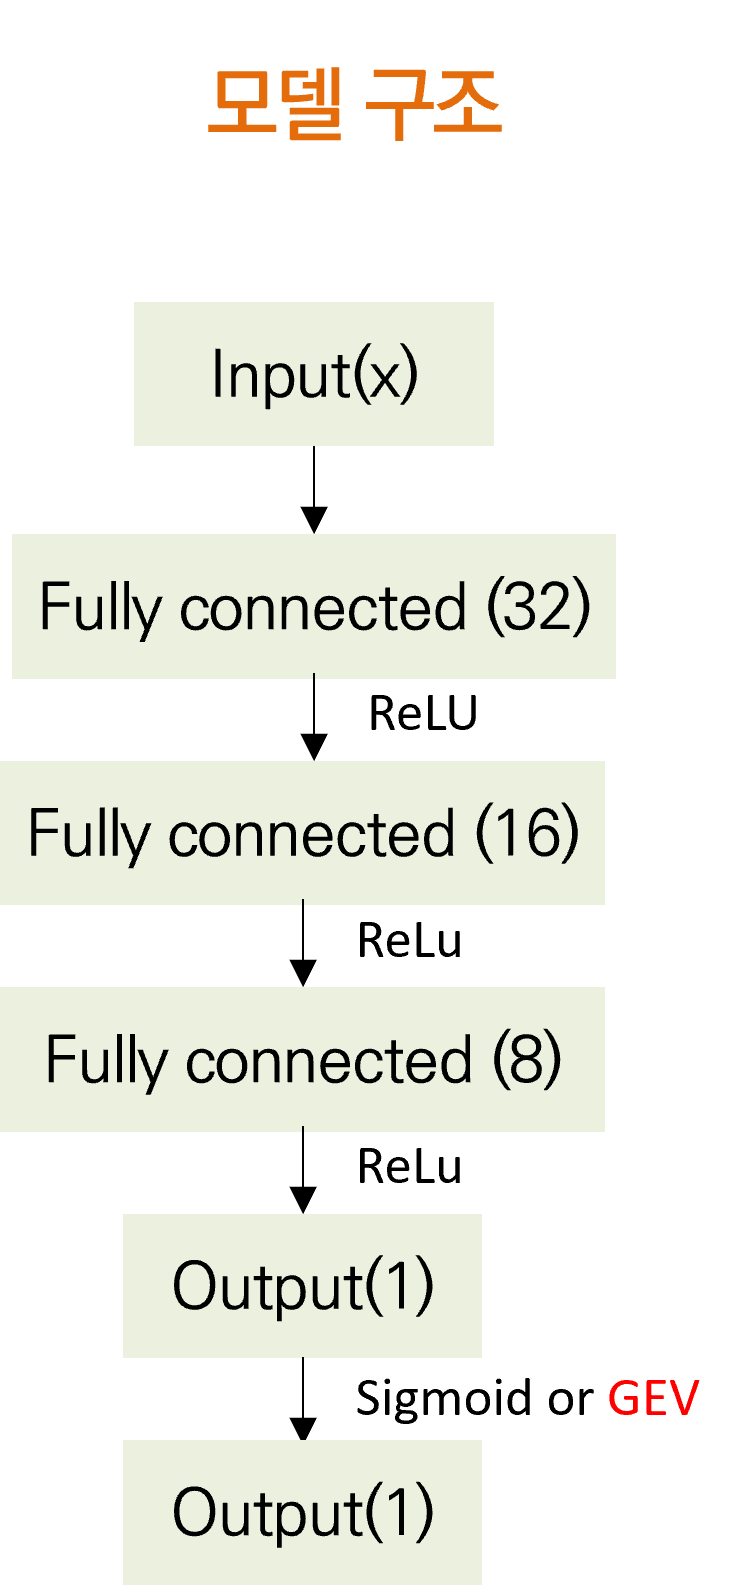 모델 구조
Input(x)
Fully connected (32)
ReLU
Fully connected (16)
ReLu
Fully connected (8)
ReLu
Output(1)
Sigmoid or GEV
Output(1)